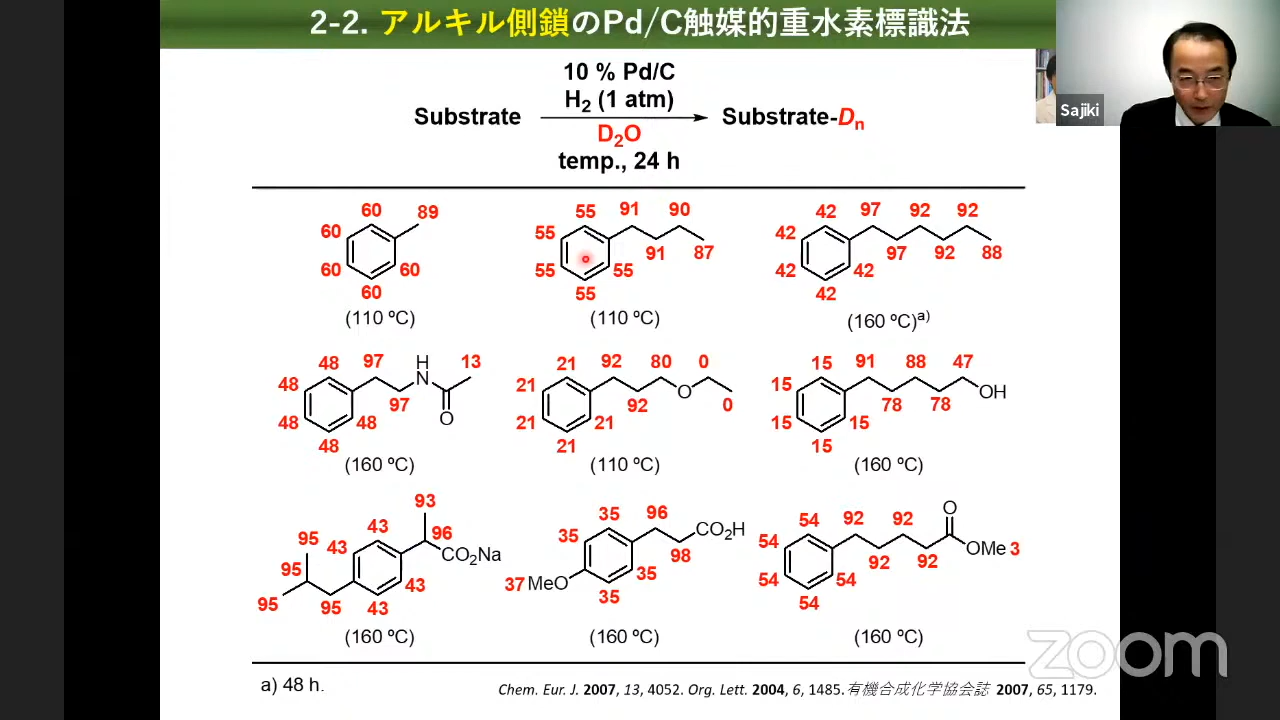 2-2. アルキル側鎖のPd/C触媒的重水素標識法
Sajiki
10 % Pd/C
H2 (1 atm)
Substrate
Substrate-Dn
D2O
temp., 24 h
60 89
60
60 60
60
(110 ºC)
55 91 90
55
91 87
55 55
55
(110 ºC)
42 97 92 92
42
97 92 88
42 42
42
(160 ºC)a)
48 97 H 13
48 N
97
48 48 O
48
(160 ºC)
21 92 80 0
21
O
92 0
21 21
21
(110 ºC)
15 91 88 47
15 OH
78 78
15 15
15
(160 ºC)
93
43 96
95 43 CO2Na
95 43
95 95 43
(160 ºC)
35 96
35 CO2H
98
35
37 MeO 35
(160 ºC)
O
54 92 92
54 OMe 3
92 92
54 54
54
(160 ºC)
zoom
a) 48 h.
Chem. Eur. J. 2007, 13, 4052. Org. Lett. 2004, 6, 1485.有機合成化学協会誌 2007, 65, 1179.